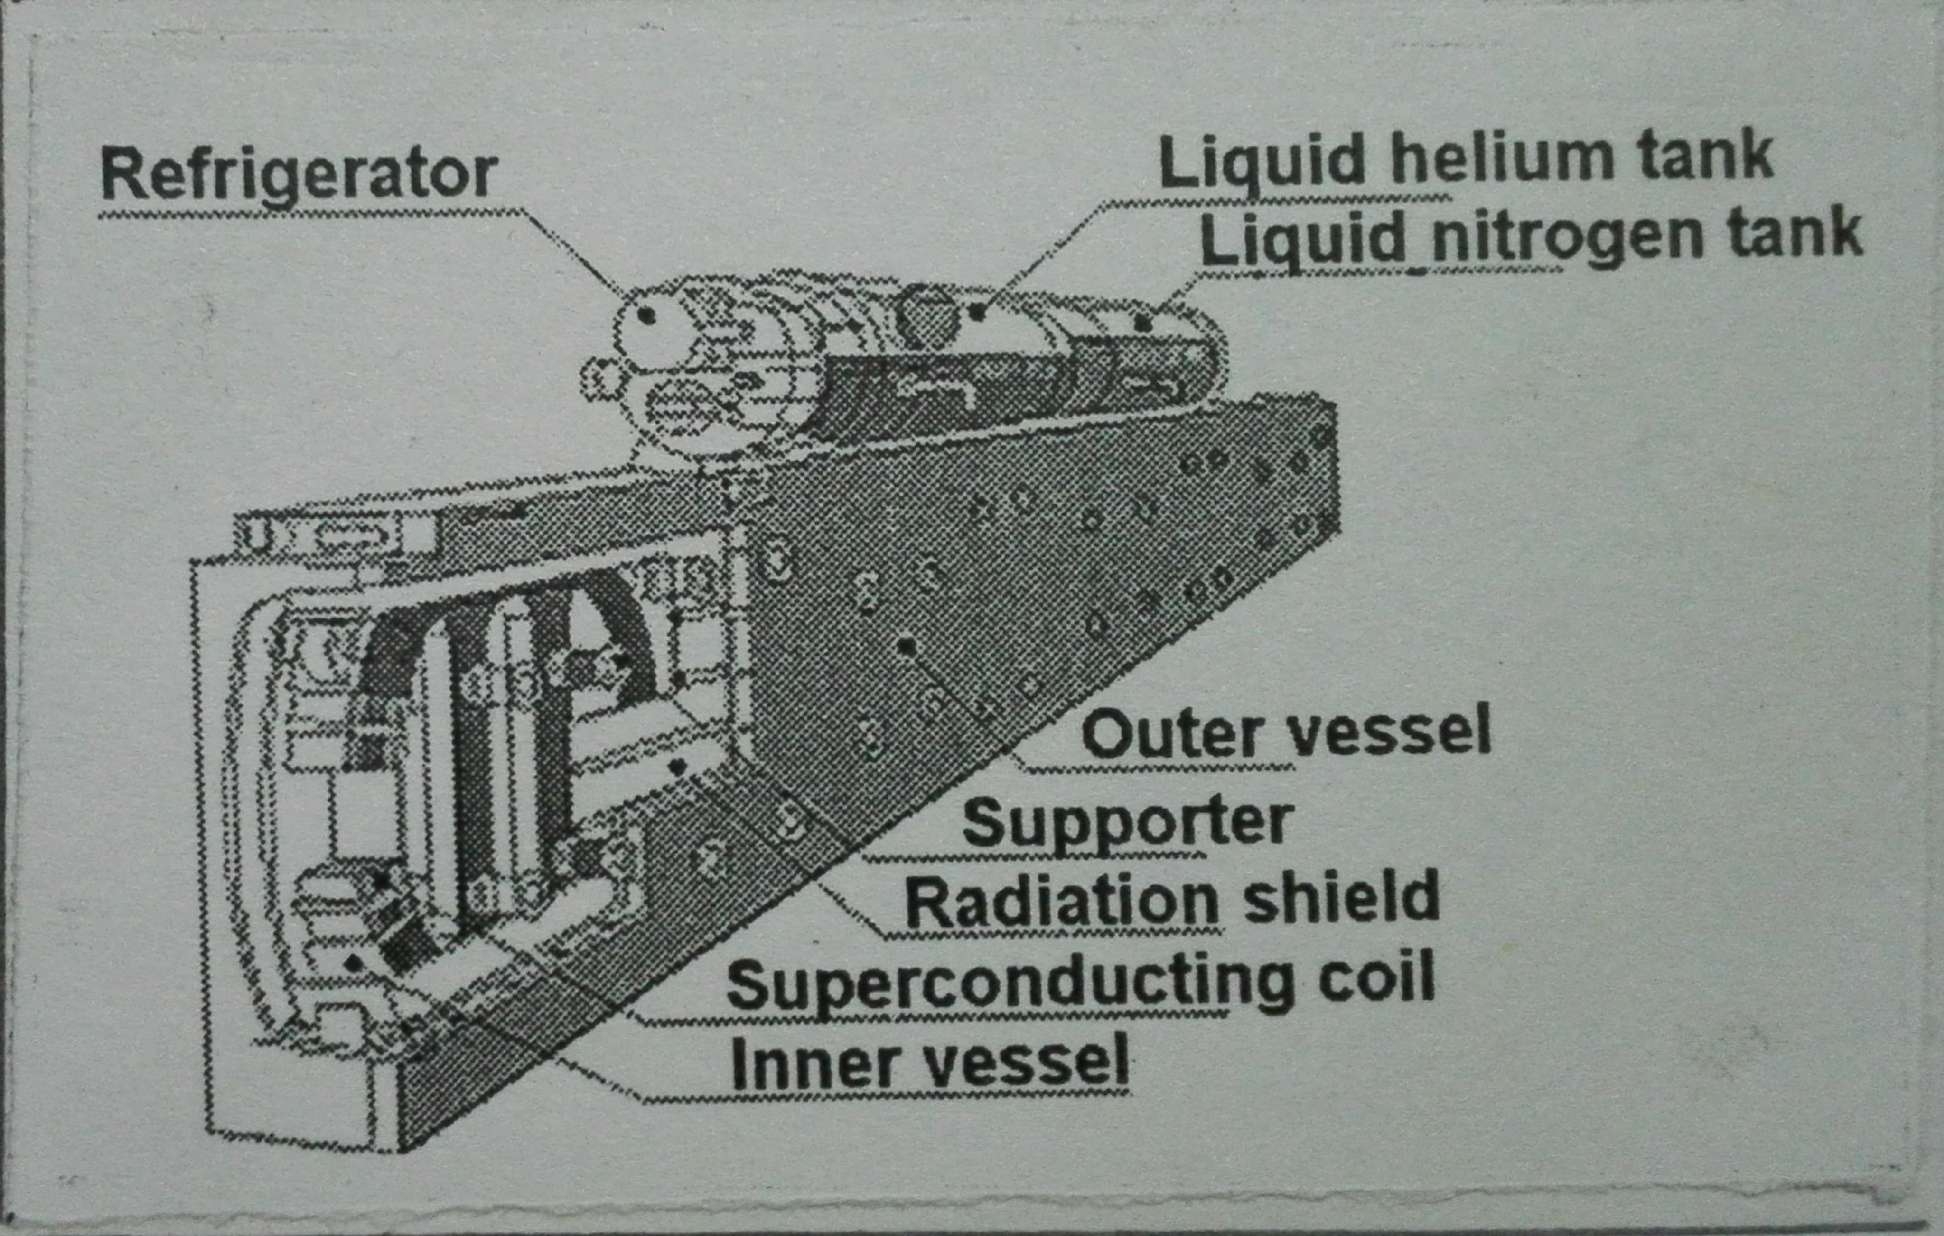 Refrigerator
Liquid helium tank
Liquid nitrogen tank
Outer vessel
Supporter
Radiation shield
Superconducting coil
Inner vessel